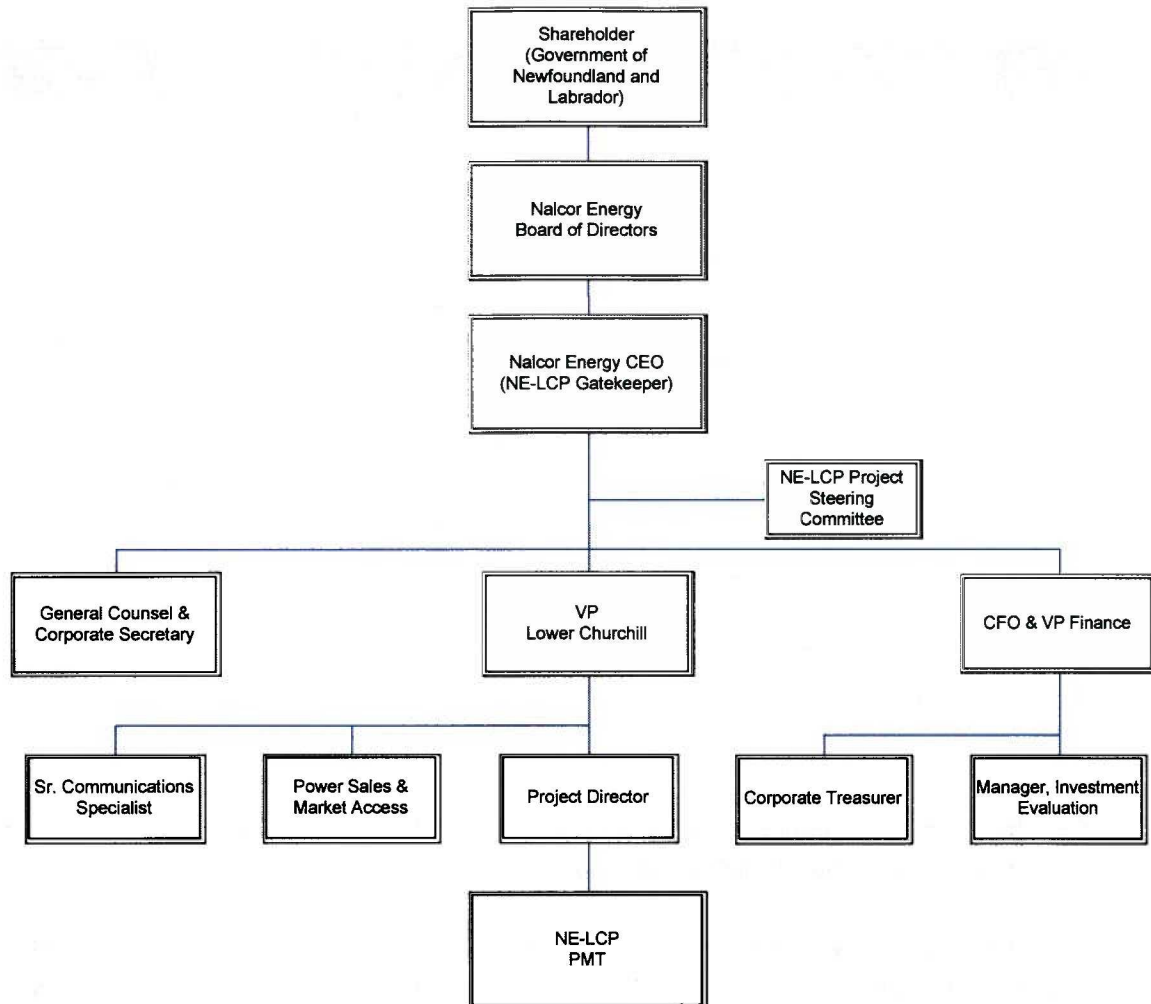 Shareholder
(Government of
Newfoundland and
Labrador)
Nalcor Energy
Board of Directors
Nalcor Energy CEO
(NE-LCP Gatekeeper)
NE-LCP Project
Steering
Committee
General Counsel &
Corporate Secretary
VP
Lower Churchill
CFO & VP Finance
Sr. Communications
Specialist
Power Sales &
Market Access
Project Director
Corporate Treasurer
Manager, Investment
Evaluation
NE-LCP
PMT